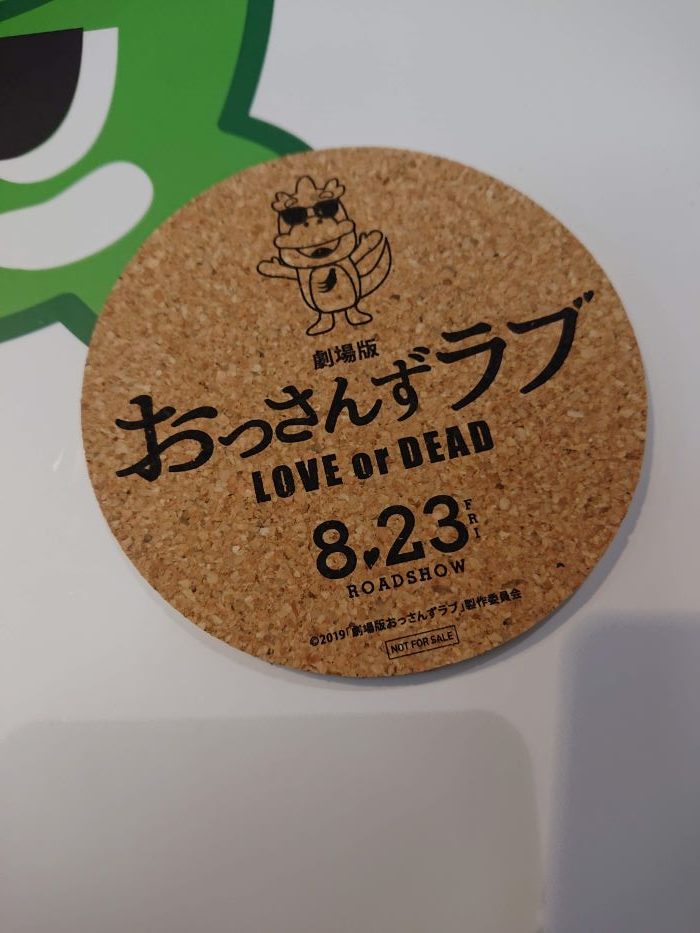 劇場版
おっさんずラブ
LOVE or DEAD
8.23 FRI
ROADSHOW
©2019「劇場版おっさんずラブ」製作委員会
NOT FOR SALE